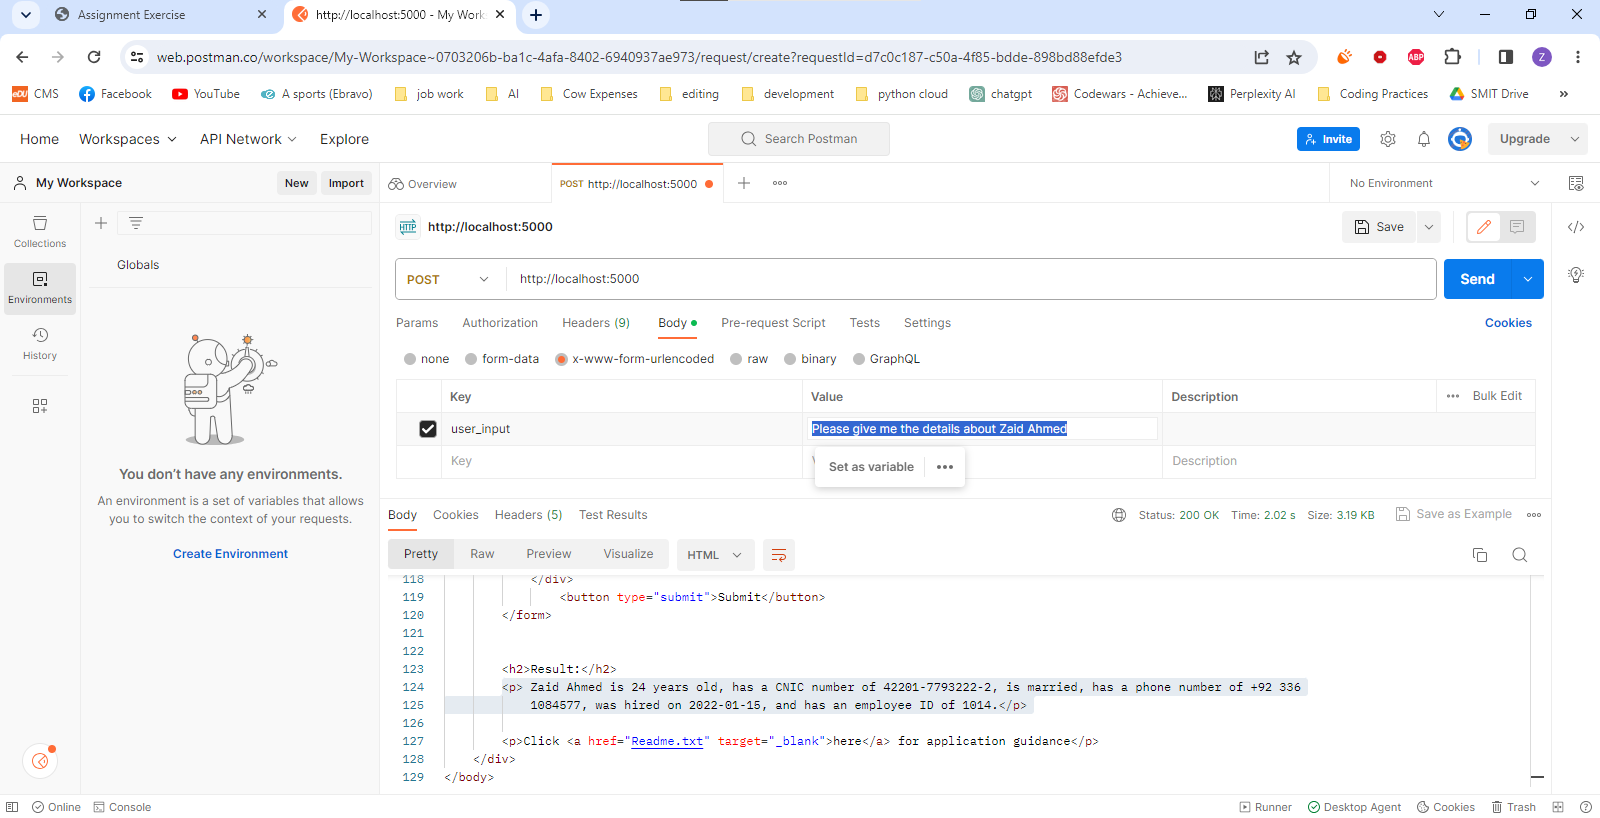 Assignment Exercise
http://localhost:5000 - My Work
web.postman.co/workspace/My-Workspace~0703206b-ba1c-4afa-8402-6940937ae973/request/create?requestId=d7c0c187-c50a-4f85-bdde-898bd88efde3
ABP
Z
eDU CMS Facebook YouTube A sports (Ebravo) job work AI Cow Expenses editing development python cloud chatgpt Codewars - Achieve... Perplexity AI Coding Practices SMIT Drive »
Home Workspaces API Network Explore Search Postman Invite Upgrade
My Workspace New Import Overview POST http://localhost:5000 No Environment
Collections
Environments
History
Globals
You don't have any environments.
An environment is a set of variables that allows
you to switch the context of your requests.
Create Environment
HTTP http://localhost:5000 Save </>
POST http://localhost:5000 Send
Params Authorization Headers (9) Body Pre-request Script Tests Settings Cookies
none form-data x-www-form-urlencoded raw binary GraphQL
Key Value Description Bulk Edit
user_input Please give me the details about Zaid Ahmed
Key Description
Set as variable
Body Cookies Headers (5) Test Results Status: 200 OK Time: 2.02 s Size: 3.19 KB Save as Example
Pretty Raw Preview Visualize HTML
118 </div>
119 <button type="submit">Submit</button>
120 </form>
121
122
123 <h2>Result:</h2>
124 <p> Zaid Ahmed is 24 years old, has a CNIC number of 42201-7793222-2, is married, has a phone number of +92 336
125 1084577, was hired on 2022-01-15, and has an employee ID of 1014.</p>
126
127 <p>Click <a href="Readme.txt" target="_blank">here</a> for application guidance</p>
128 </div>
129 </body>
Online Console Runner Desktop Agent Cookies Trash